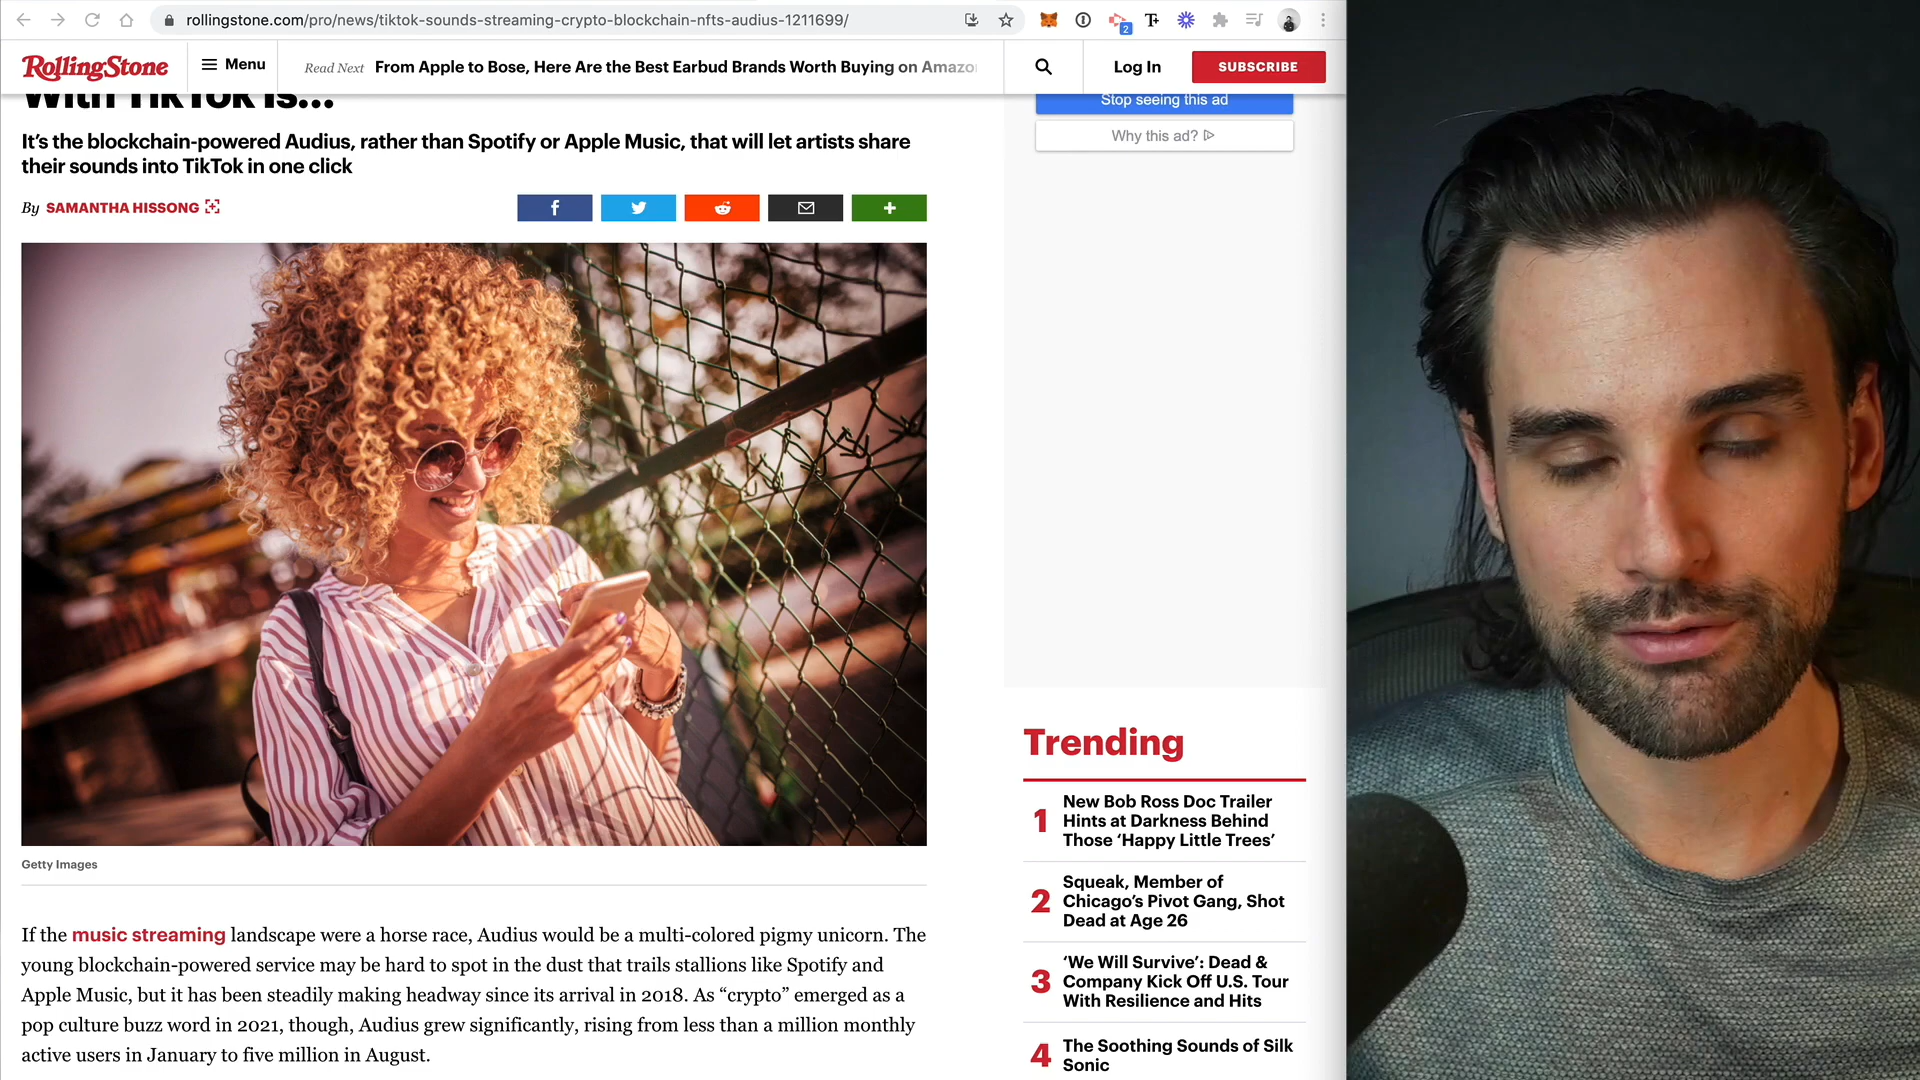 rollingstone.com/pro/news/tiktok-sounds-streaming-crypto-blockchain-nfts-audius-1211699/
2
RollingStone
Menu
Read Next From Apple to Bose, Here Are the Best Earbud Brands Worth Buying on Amazo
Log In
SUBSCRIBE
With TikTok Is...
It's the blockchain-powered Audius, rather than Spotify or Apple Music, that will let artists share
their sounds into TikTok in one click
By SAMANTHA HISSONG
Getty Images
If the music streaming landscape were a horse race, Audius would be a multi-colored pigmy unicorn. The
young blockchain-powered service may be hard to spot in the dust that trails stallions like Spotify and
Apple Music, but it has been steadily making headway since its arrival in 2018. As “crypto” emerged as a
pop culture buzz word in 2021, though, Audius grew significantly, rising from less than a million monthly
active users in January to five million in August.
Stop seeing this ad
Why this ad?
Trending
1
New Bob Ross Doc Trailer
Hints at Darkness Behind
Those ‘Happy Little Trees’
2
Squeak, Member of
Chicago’s Pivot Gang, Shot
Dead at Age 26
3
‘We Will Survive’: Dead &
Company Kick Off U.S. Tour
With Resilience and Hits
4
The Soothing Sounds of Silk
Sonic